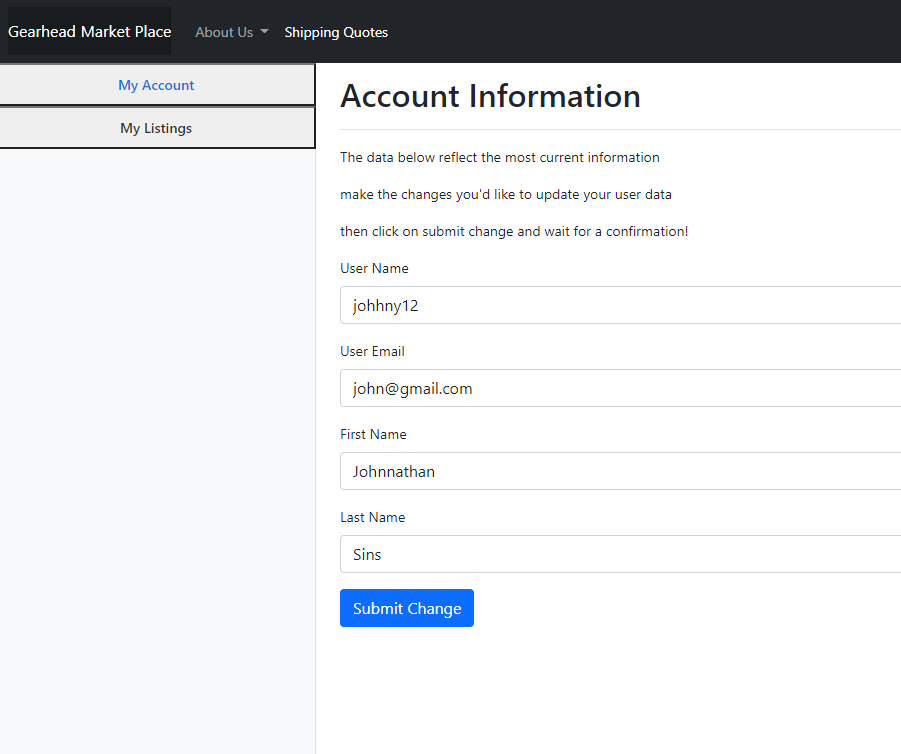 Gearhead Market Place About Us Shipping Quotes
My Account
My Listings
Account Information
The data below reflect the most current information
make the changes you'd like to update your user data
then click on submit change and wait for a confirmation!
User Name
johhny12
User Email
john@gmail.com
First Name
Johnnathan
Last Name
Sins
Submit Change